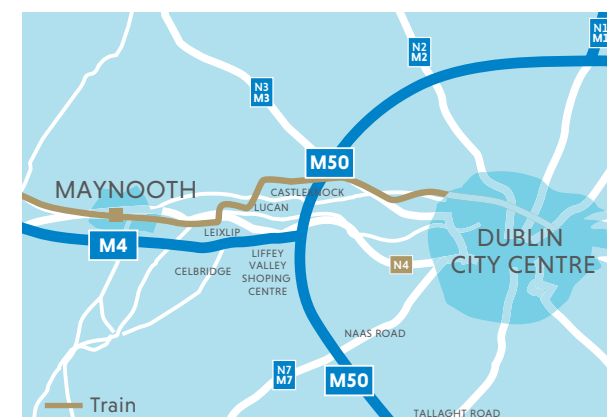 N1
M1
N2
M2
N3
M3
M50
MAYNOOTH
CASTLEKNOCK
LUCAN
LEIXLIP
M4
DUBLIN
CITY CENTRE
LIFFEY
VALLEY
SHOPING
CENTRE
CELBRIDGE
N4
NAAS ROAD
N7
M7
M50
Train
TALLAGHT ROAD